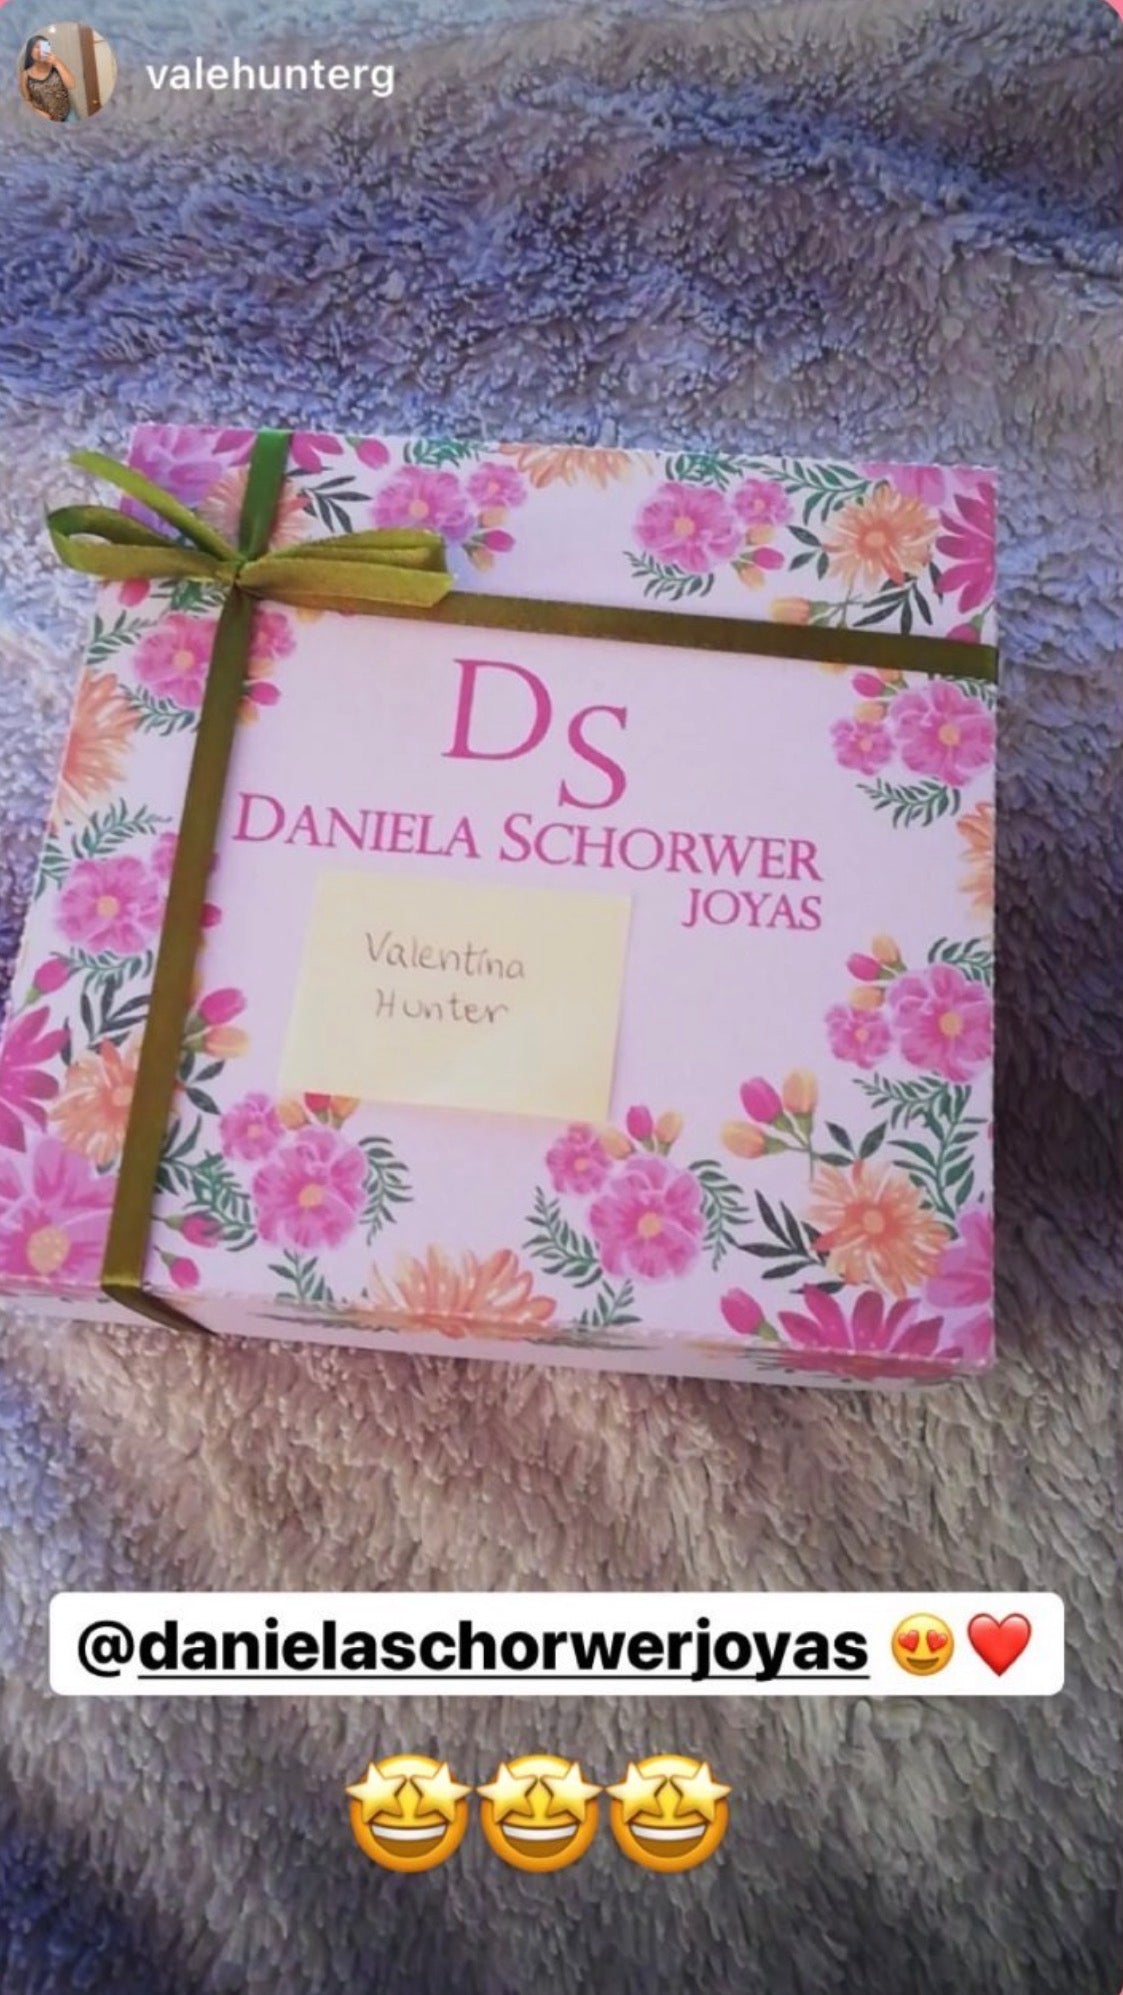 valehunterg
DS
DANIELA SCHORWER
JOYAS
Valentina
Hunter
@danielaschorwerjoyas 😍❤️
🤩🤩🤩